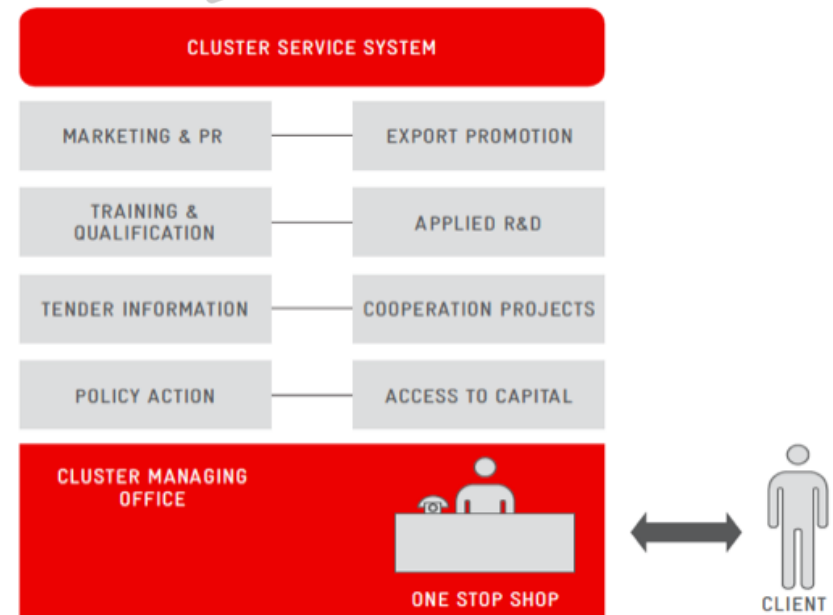 CLUSTER SERVICE SYSTEM
MARKETING & PR
EXPORT PROMOTION
TRAINING &
QUALIFICATION
APPLIED R&D
TENDER INFORMATION
COOPERATION PROJECTS
POLICY ACTION
ACCESS TO CAPITAL
CLUSTER MANAGING
OFFICE
ONE STOP SHOP
CLIENT